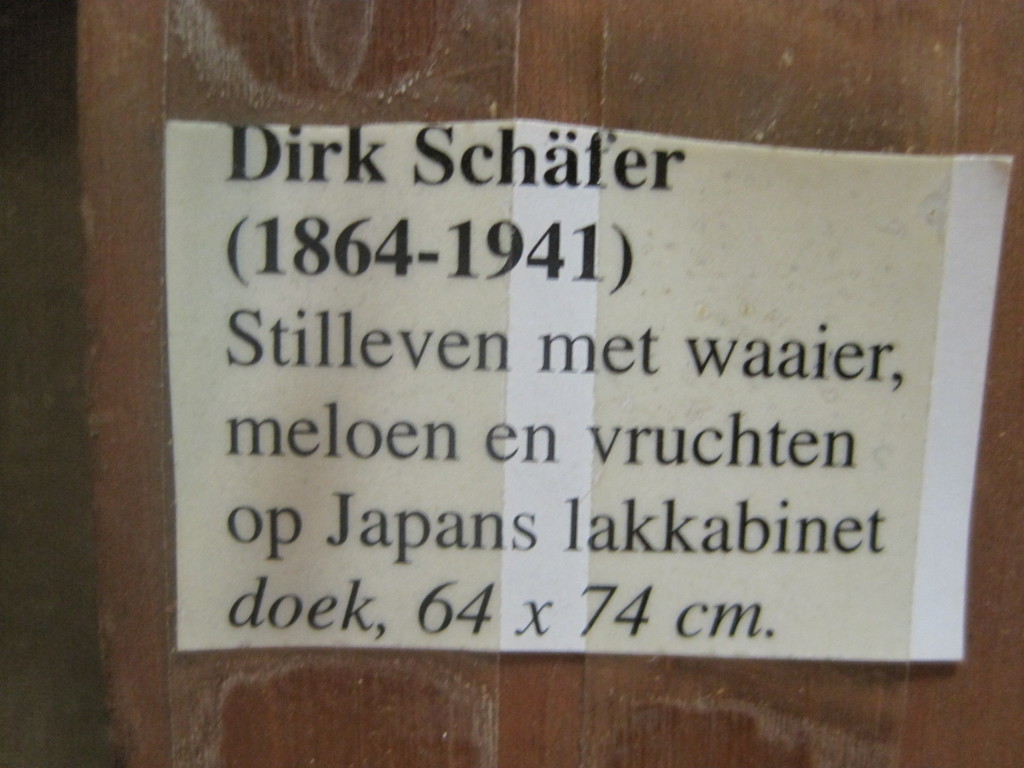 Dirk Schäfer
(1864-1941)
Stilleven met waaier,
meloen en vruchten
op Japans lakkabinet
doek, 64 x 74 cm.